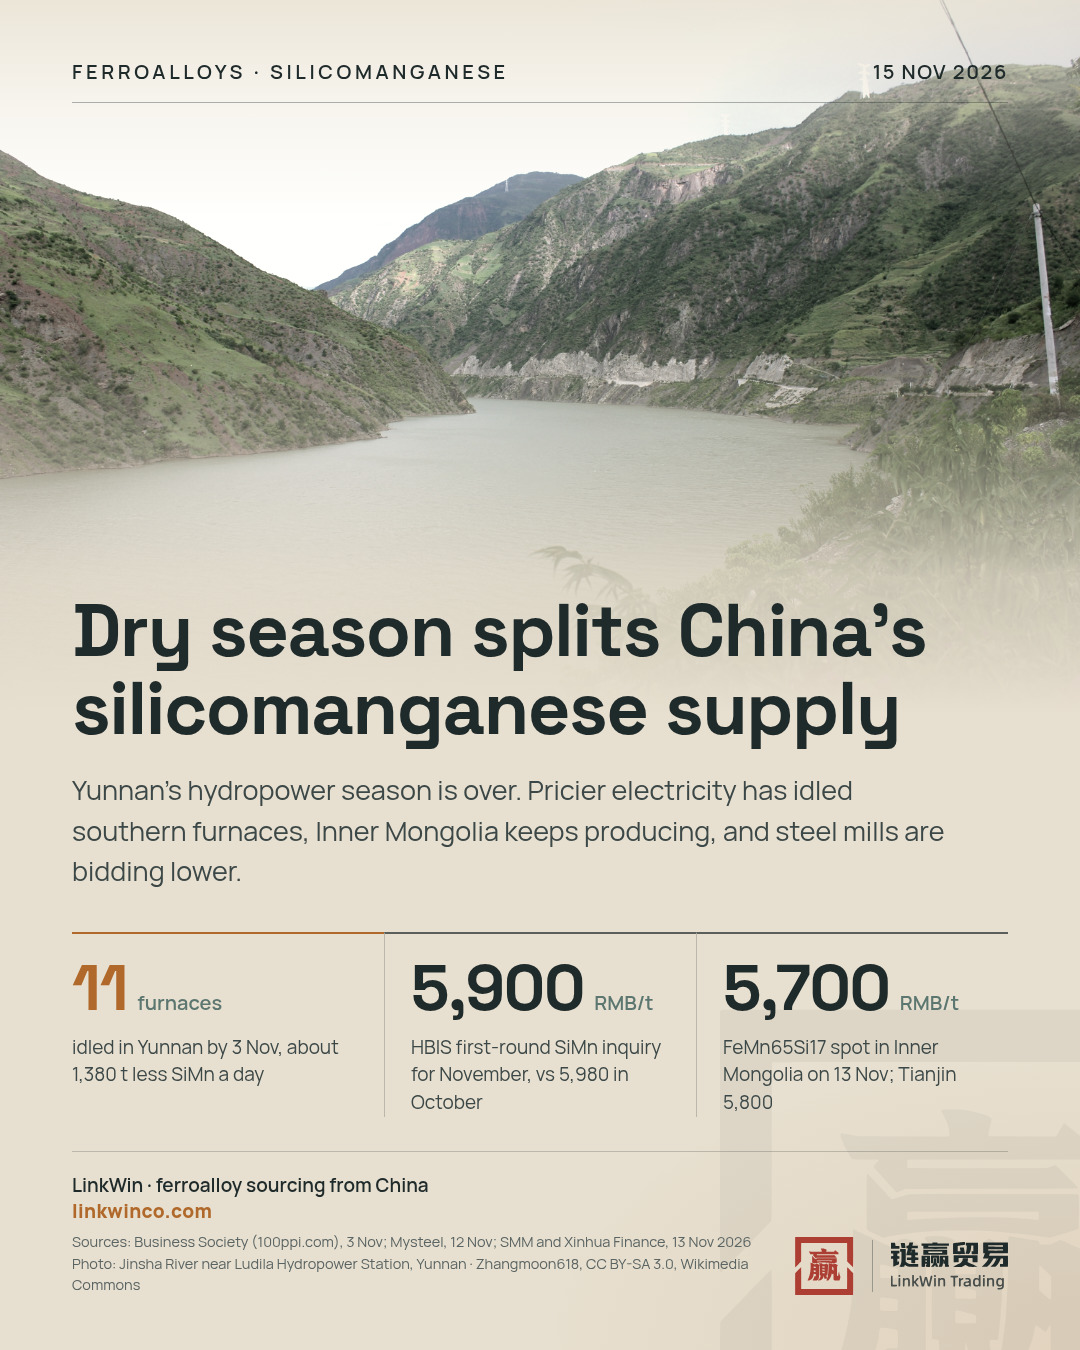 FERROALLOYS · SILICOMANGANESE
15 NOV 2026
Dry season splits China’s
silicomanganese supply
Yunnan’s hydropower season is over. Pricier electricity has idled
southern furnaces, Inner Mongolia keeps producing, and steel mills are
bidding lower.
11 furnaces
idled in Yunnan by 3 Nov, about
1,380 t less SiMn a day
5,900 RMB/t
HBIS first-round SiMn inquiry
for November, vs 5,980 in
October
5,700 RMB/t
FeMn65Si17 spot in Inner
Mongolia on 13 Nov; Tianjin
5,800
LinkWin · ferroalloy sourcing from China
linkwinco.com
Sources: Business Society (100ppi.com), 3 Nov; Mysteel, 12 Nov; SMM and Xinhua Finance, 13 Nov 2026
Photo: Jinsha River near Ludila Hydropower Station, Yunnan · Zhangmoon618, CC BY-SA 3.0, Wikimedia
Commons
赢
链赢贸易
LinkWin Trading